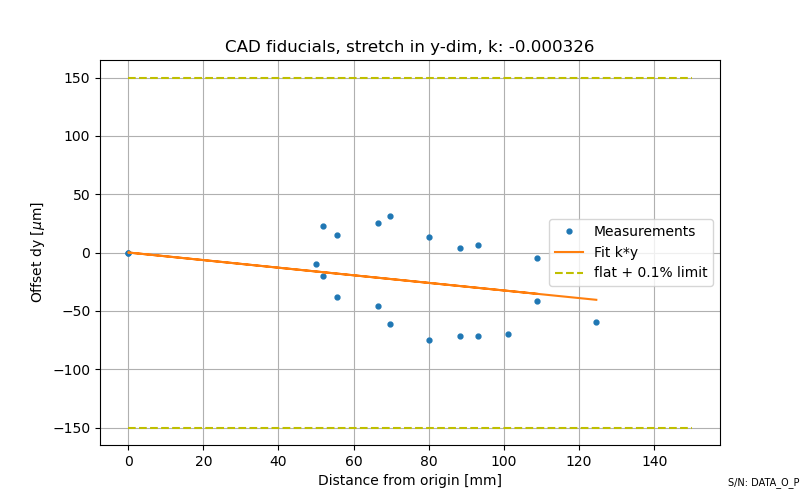 CAD fiducials, stretch in y-dim, k: -0.000326
150
100
50
0
−50
−100
−150
Offset dy [μm]
Measurements
Fit k*y
flat + 0.1% limit
0 20 40 60 80 100 120 140
Distance from origin [mm]
S/N: DATA_O_P